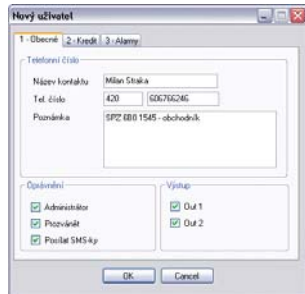 Nový uživatel
1 - Obecné 2 - Kredit 3 - Alarmy
Telefonní číslo
Název kontaktu Milan Straka
Tel. číslo 420 606766246
Poznámka SPZ 6B0 1545 - obchodník
Oprávnění Výstup
Administrátor Out 1
Prozvánět Out 2
Posílat SMS-ky
OK Cancel